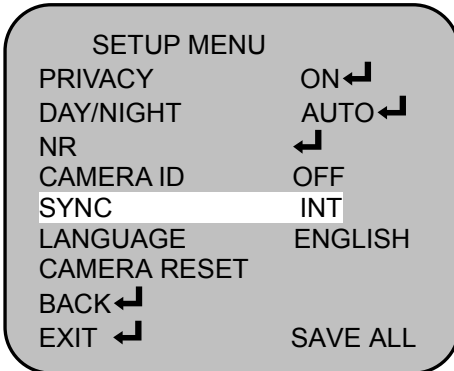 SETUP MENU
PRIVACY ON↵
DAY/NIGHT AUTO↵
NR ↵
CAMERA ID OFF
SYNC INT
LANGUAGE ENGLISH
CAMERA RESET
BACK↵
EXIT ↵ SAVE ALL